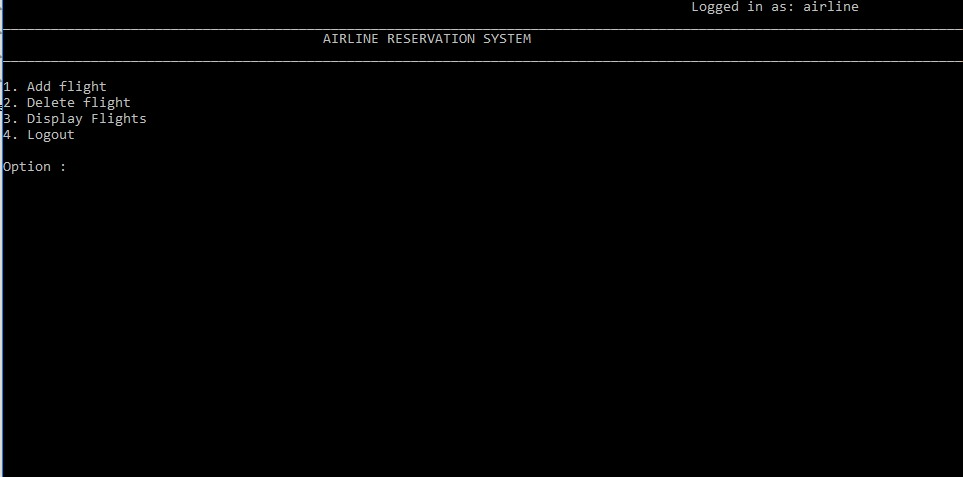 Logged in as: airline
AIRLINE RESERVATION SYSTEM
1. Add flight
2. Delete flight
3. Display Flights
4. Logout
Option :